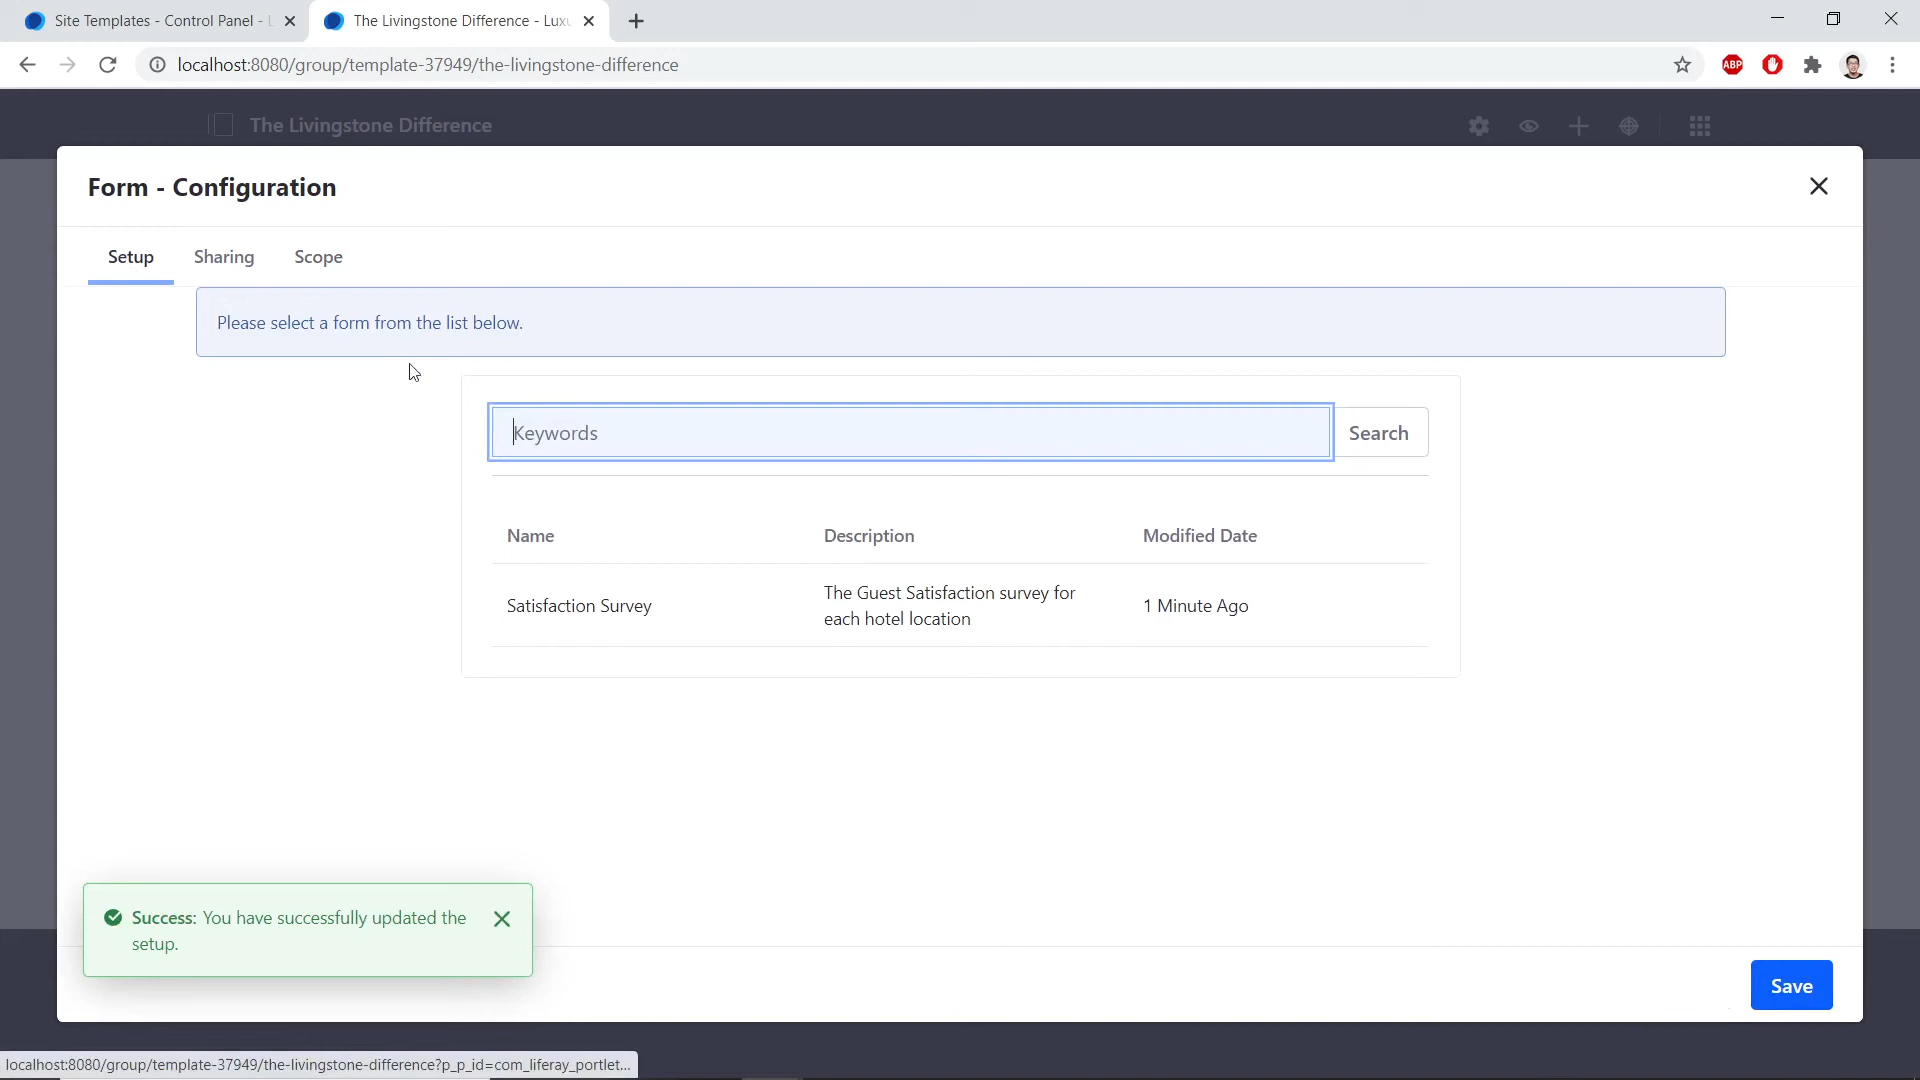 Site Templates - Control Panel - L
The Livingstone Difference - Luxu
localhost:8080/group/template-37949/the-livingstone-difference
ABP
The Livingstone Difference
Form - Configuration
Setup
Sharing
Scope
Please select a form from the list below.
Keywords
Search
Name
Description
Modified Date
Satisfaction Survey
The Guest Satisfaction survey for
each hotel location
1 Minute Ago
Success: You have successfully updated the
setup.
Save
localhost:8080/group/template-37949/the-livingstone-difference?p_p_id=com_liferay_portlet...